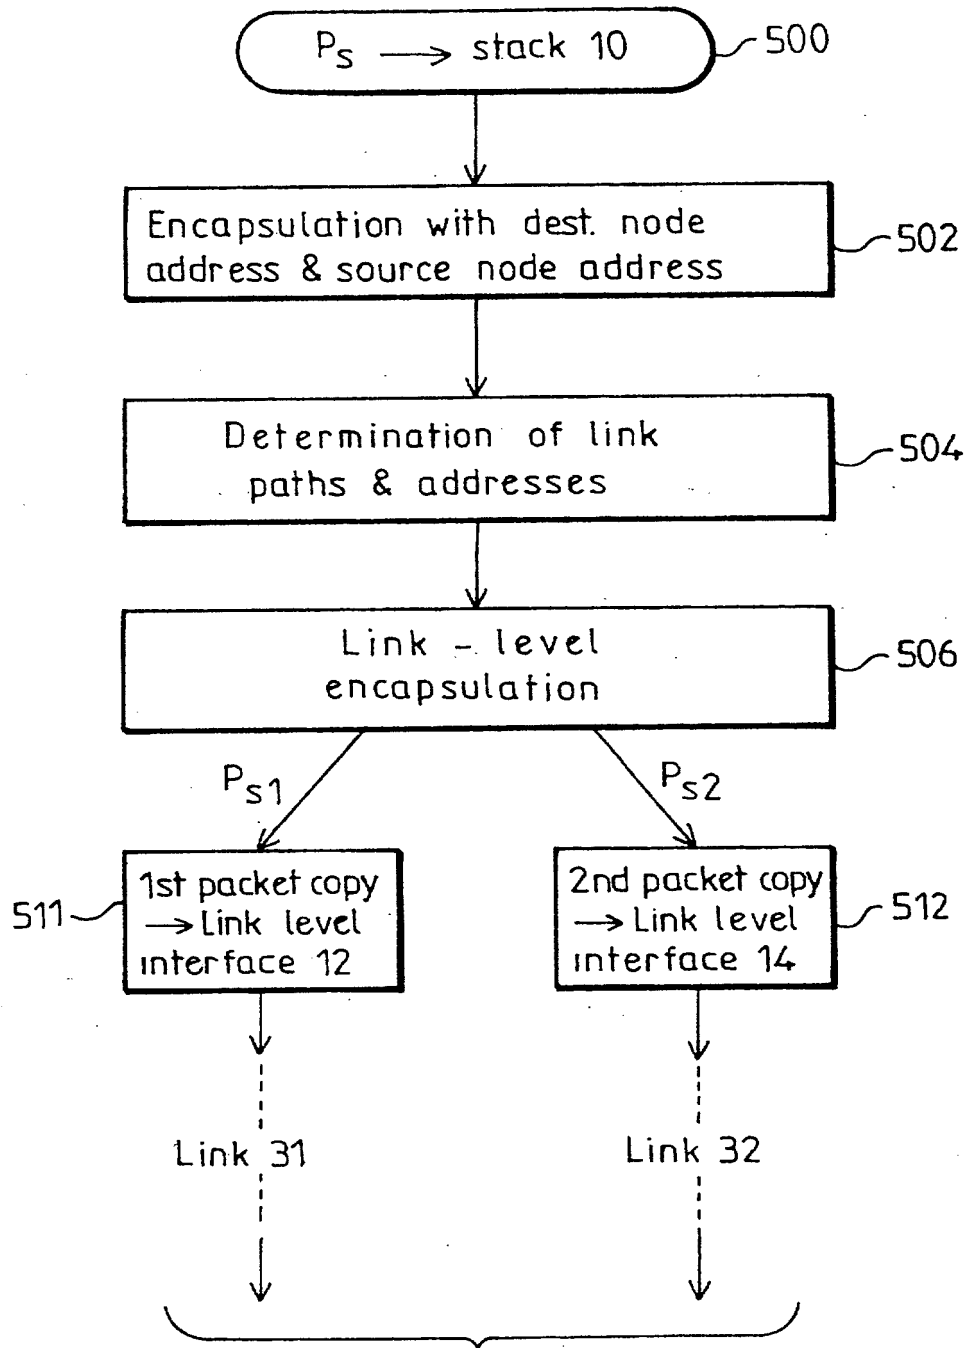 Ps → stack 10
500
Encapsulation with dest. node
address & source node address
502
Determination of link
paths & addresses
504
Link - level
encapsulation
506
Ps1
Ps2
1st packet copy
→ Link level
interface 12
511
2nd packet copy
→ Link level
interface 14
512
Link 31
Link 32